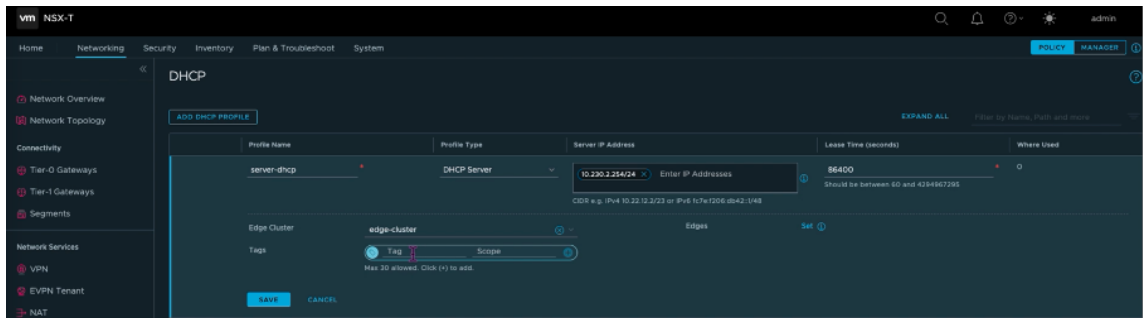 vm NSX-T
admin
Home Networking Security Inventory Plan & Troubleshoot System POLICY MANAGER
DHCP
Network Overview
Network Topology
Connectivity
Tier-0 Gateways
Tier-1 Gateways
Segments
Network Services
VPN
EVPN Tenant
NAT
ADD DHCP PROFILE EXPAND ALL Filter by Name, Path and more
Profile Name Profile Type Server IP Address Lease Time (seconds) Where Used
server-dhcp * DHCP Server 10.230.2.254/24 Enter IP Addresses 86400 * 0
Should be between 60 and 4294967295
CIDR e.g. IPv4 10.22.12.2/23 or IPv6 fc7e:f206:db42::1/48
Edge Cluster edge-cluster Edges Set
Tags Tag Scope
Max 30 allowed. Click (+) to add.
SAVE CANCEL